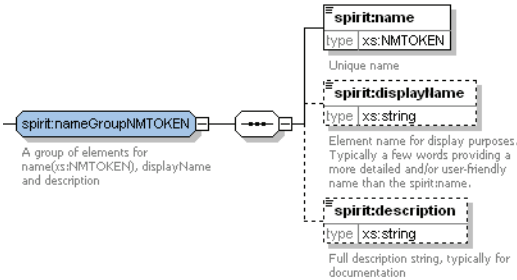 spirit:name
type xs:NMTOKEN
Unique name
spirit:displayName
type xs:string
Element name for display purposes.
Typically a few words providing a
more detailed and/or user-friendly
name than the spirit:name.
spirit:nameGroupNMTOKEN
A group of elements for
name(xs:NMTOKEN), displayName
and description
spirit:description
type xs:string
Full description string, typically for
documentation